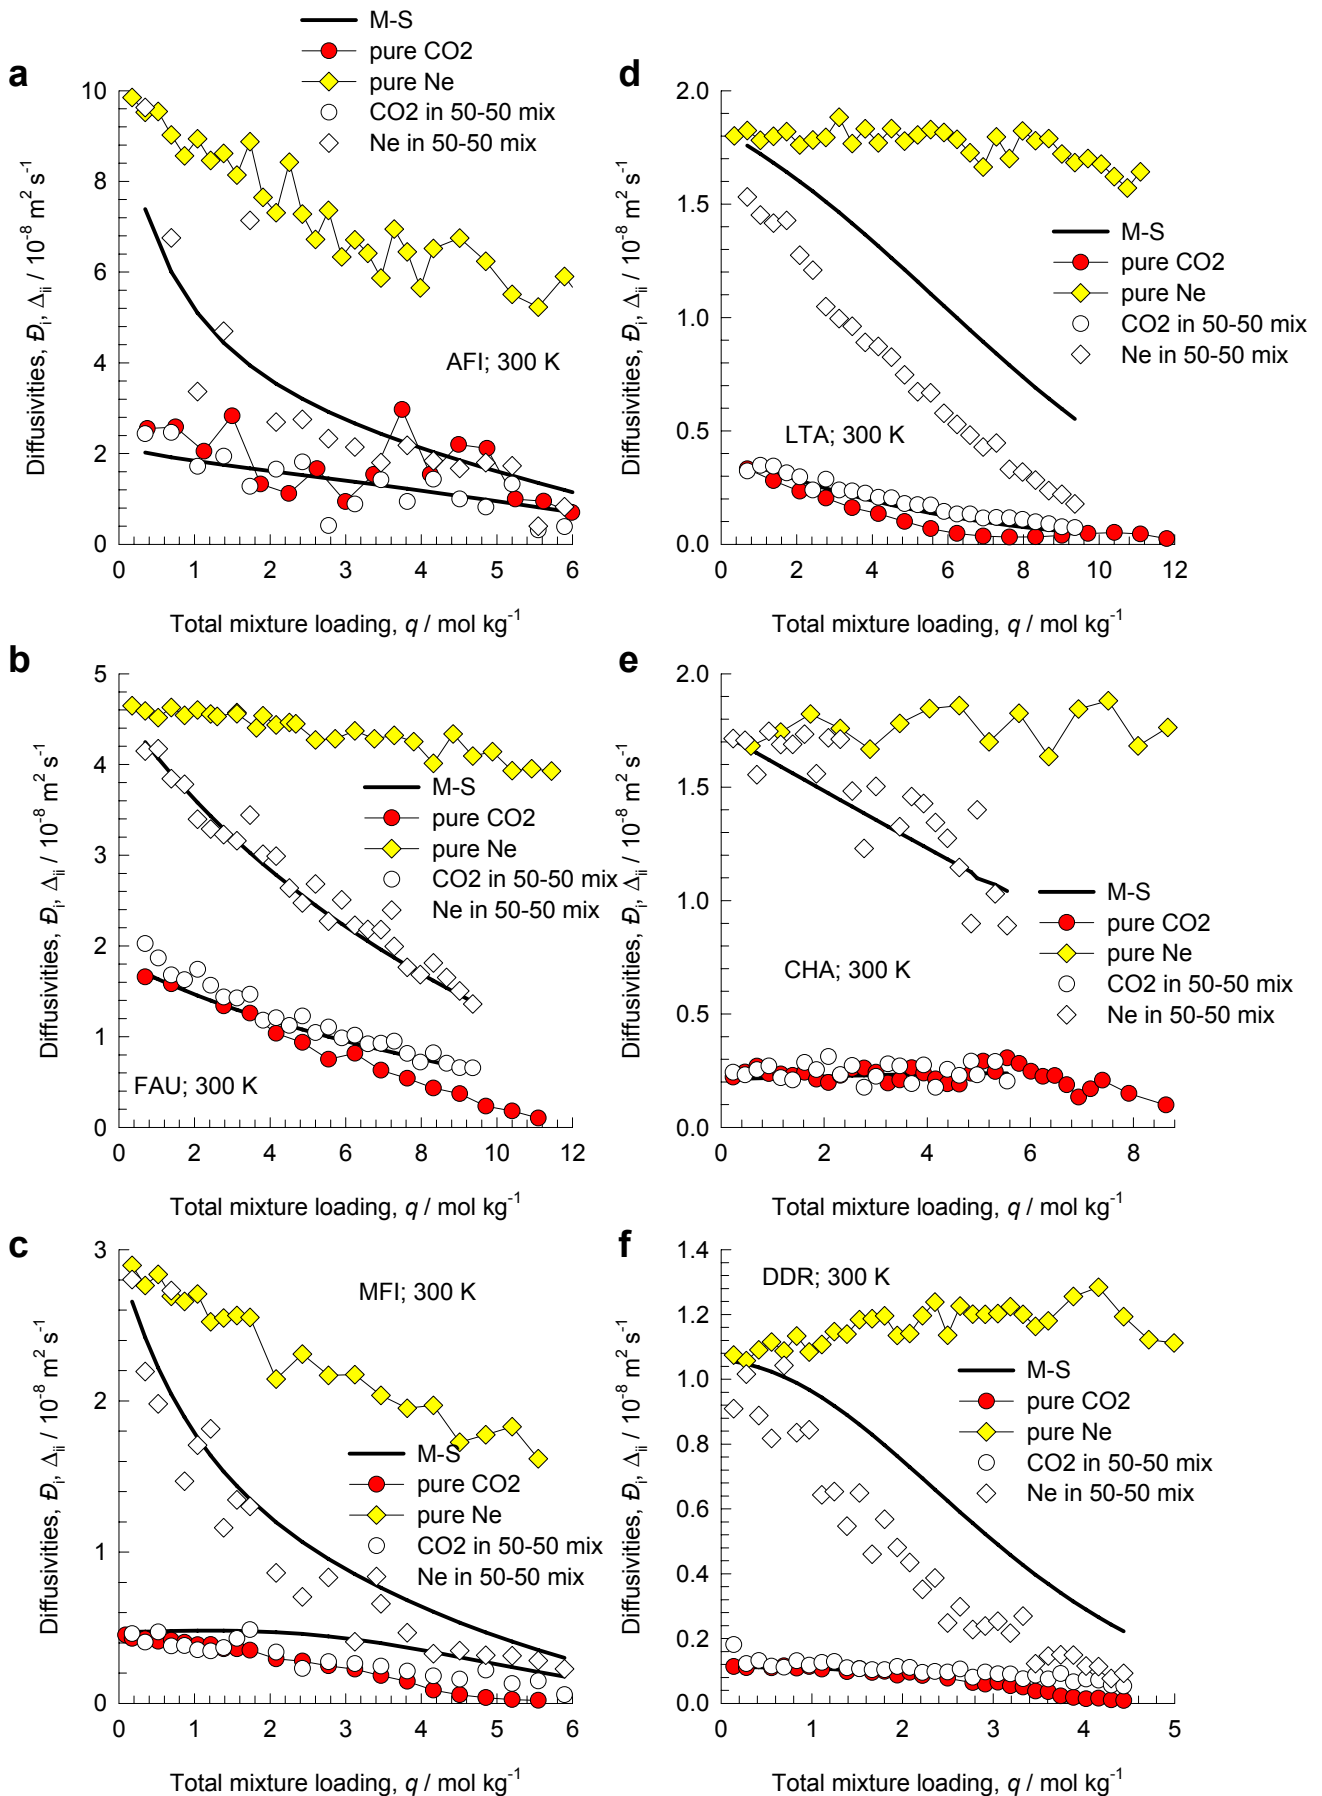 a
M-S
pure CO2
pure Ne
CO2 in 50-50 mix
Ne in 50-50 mix
10
8
6
4
2
0
0 1 2 3 4 5 6
AFI; 300 K
Diffusivities, Đi, Δii / 10-8 m2 s-1
Total mixture loading, q / mol kg-1
d
2.0
1.5
1.0
0.5
0.0
0 2 4 6 8 10 12
M-S
pure CO2
pure Ne
CO2 in 50-50 mix
Ne in 50-50 mix
LTA; 300 K
Diffusivities, Đi, Δii / 10-8 m2 s-1
Total mixture loading, q / mol kg-1
b
5
4
3
2
1
0
0 2 4 6 8 10 12
M-S
pure CO2
pure Ne
CO2 in 50-50 mix
Ne in 50-50 mix
FAU; 300 K
Diffusivities, Đi, Δii / 10-8 m2 s-1
Total mixture loading, q / mol kg-1
e
2.0
1.5
1.0
0.5
0.0
0 2 4 6 8
M-S
pure CO2
pure Ne
CO2 in 50-50 mix
Ne in 50-50 mix
CHA; 300 K
Diffusivities, Đi, Δii / 10-8 m2 s-1
Total mixture loading, q / mol kg-1
c
3
2
1
0
0 1 2 3 4 5 6
MFI; 300 K
M-S
pure CO2
pure Ne
CO2 in 50-50 mix
Ne in 50-50 mix
Diffusivities, Đi, Δii / 10-8 m2 s-1
Total mixture loading, q / mol kg-1
f
1.4
1.2
1.0
0.8
0.6
0.4
0.2
0.0
0 1 2 3 4 5
DDR; 300 K
M-S
pure CO2
pure Ne
CO2 in 50-50 mix
Ne in 50-50 mix
Diffusivities, Đi, Δii / 10-8 m2 s-1
Total mixture loading, q / mol kg-1